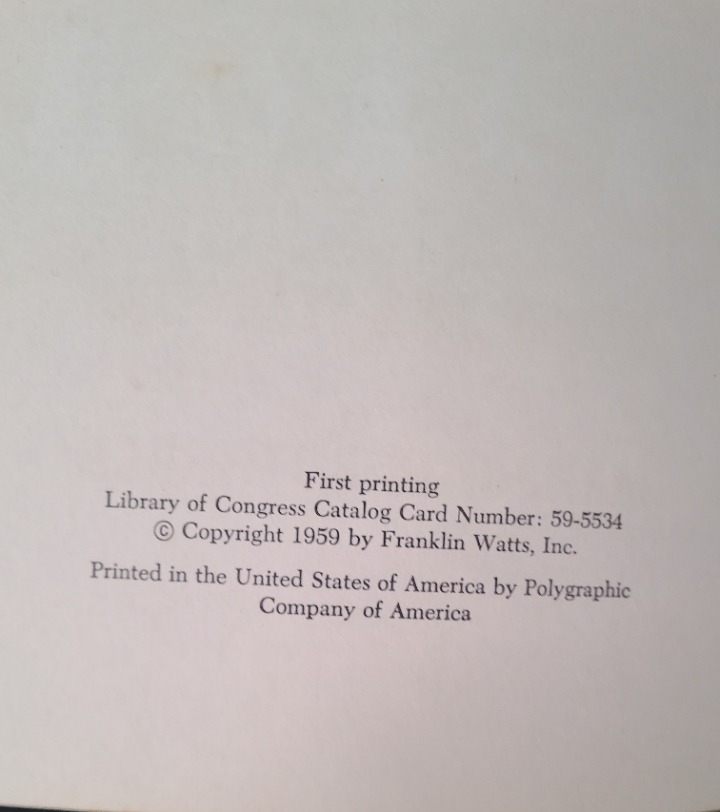 First printing
Library of Congress Catalog Card Number: 59-5534
© Copyright 1959 by Franklin Watts, Inc.
Printed in the United States of America by Polygraphic
Company of America